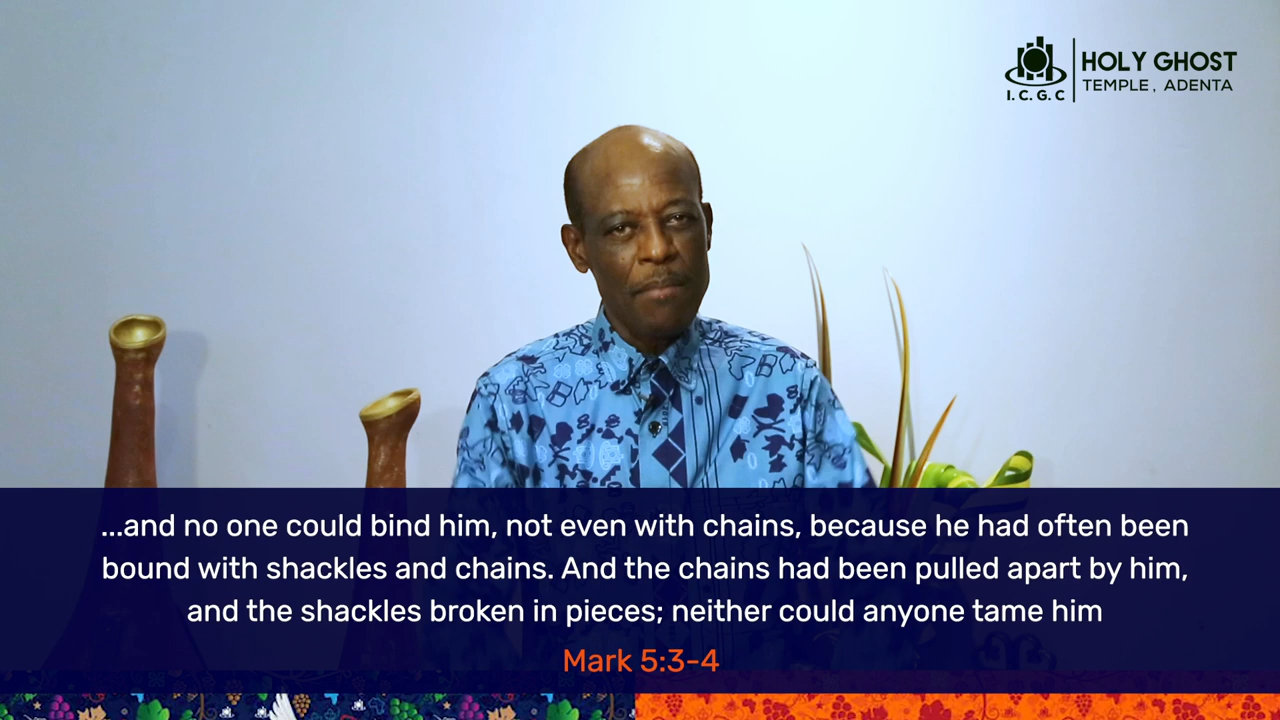 I. C. G. C
HOLY GHOST
TEMPLE, ADENTA
...and no one could bind him, not even with chains, because he had often been
bound with shackles and chains. And the chains had been pulled apart by him,
and the shackles broken in pieces; neither could anyone tame him
Mark 5:3-4